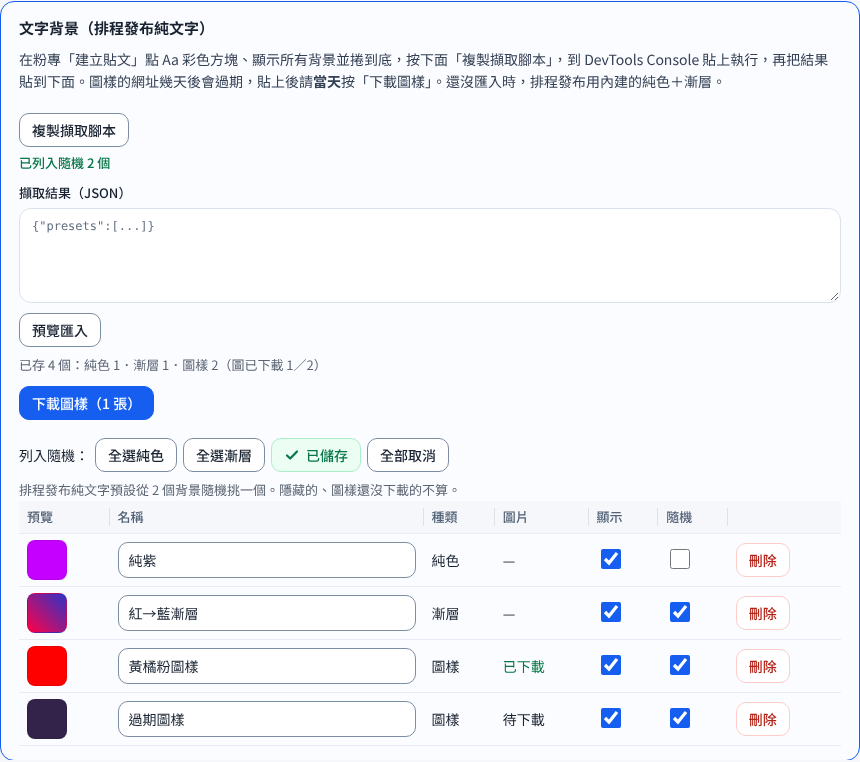 文字背景（排程發布純文字）
在粉專「建立貼文」點 Aa 彩色方塊、顯示所有背景並捲到底，按下面「複製擷取腳本」，到 DevTools Console 貼上執行，再把結果
貼到下面。圖樣的網址幾天後會過期，貼上後請當天按「下載圖樣」。還沒匯入時，排程發布用內建的純色＋漸層。
複製擷取腳本
已列入隨機 2 個
擷取結果（JSON）
{"presets":[...]}
預覽匯入
已存 4 個：純色 1・漸層 1・圖樣 2（圖已下載 1／2）
下載圖樣（1 張）
列入隨機： 全選純色 全選漸層 已儲存 全部取消
排程發布純文字預設從 2 個背景隨機挑一個。隱藏的、圖樣還沒下載的不算。
預覽 名稱 種類 圖片 顯示 隨機
純紫 純色 — 刪除
紅→藍漸層 漸層 — 刪除
黃橘粉圖樣 圖樣 已下載 刪除
過期圖樣 圖樣 待下載 刪除